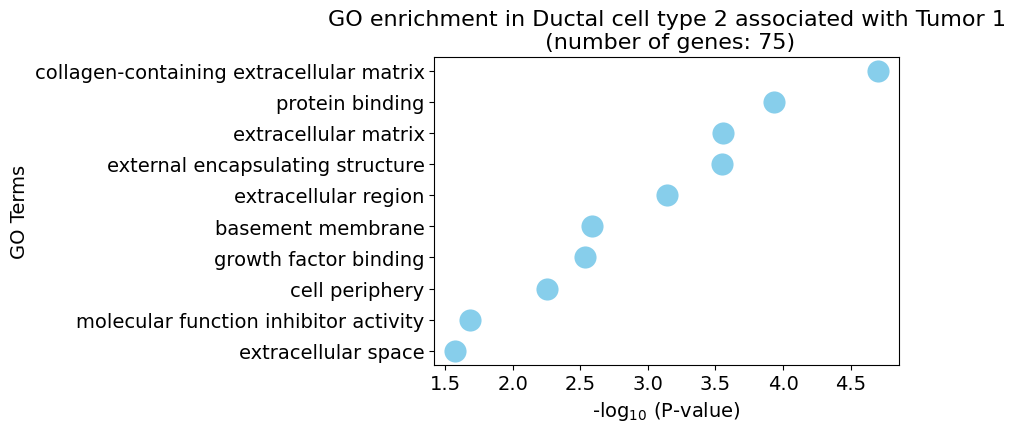 GO enrichment in Ductal cell type 2 associated with Tumor 1
(number of genes: 75)
GO Terms
collagen-containing extracellular matrix
protein binding
extracellular matrix
external encapsulating structure
extracellular region
basement membrane
growth factor binding
cell periphery
molecular function inhibitor activity
extracellular space
1.5 2.0 2.5 3.0 3.5 4.0 4.5
-log₁₀ (P-value)